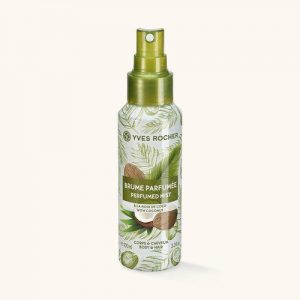 YVES ROCHER
BRUME PARFUMÉE
PERFUMED MIST
À LA NOIX DE COCO
WITH COCONUT
CORPS & CHEVEUX
BODY & HAIR